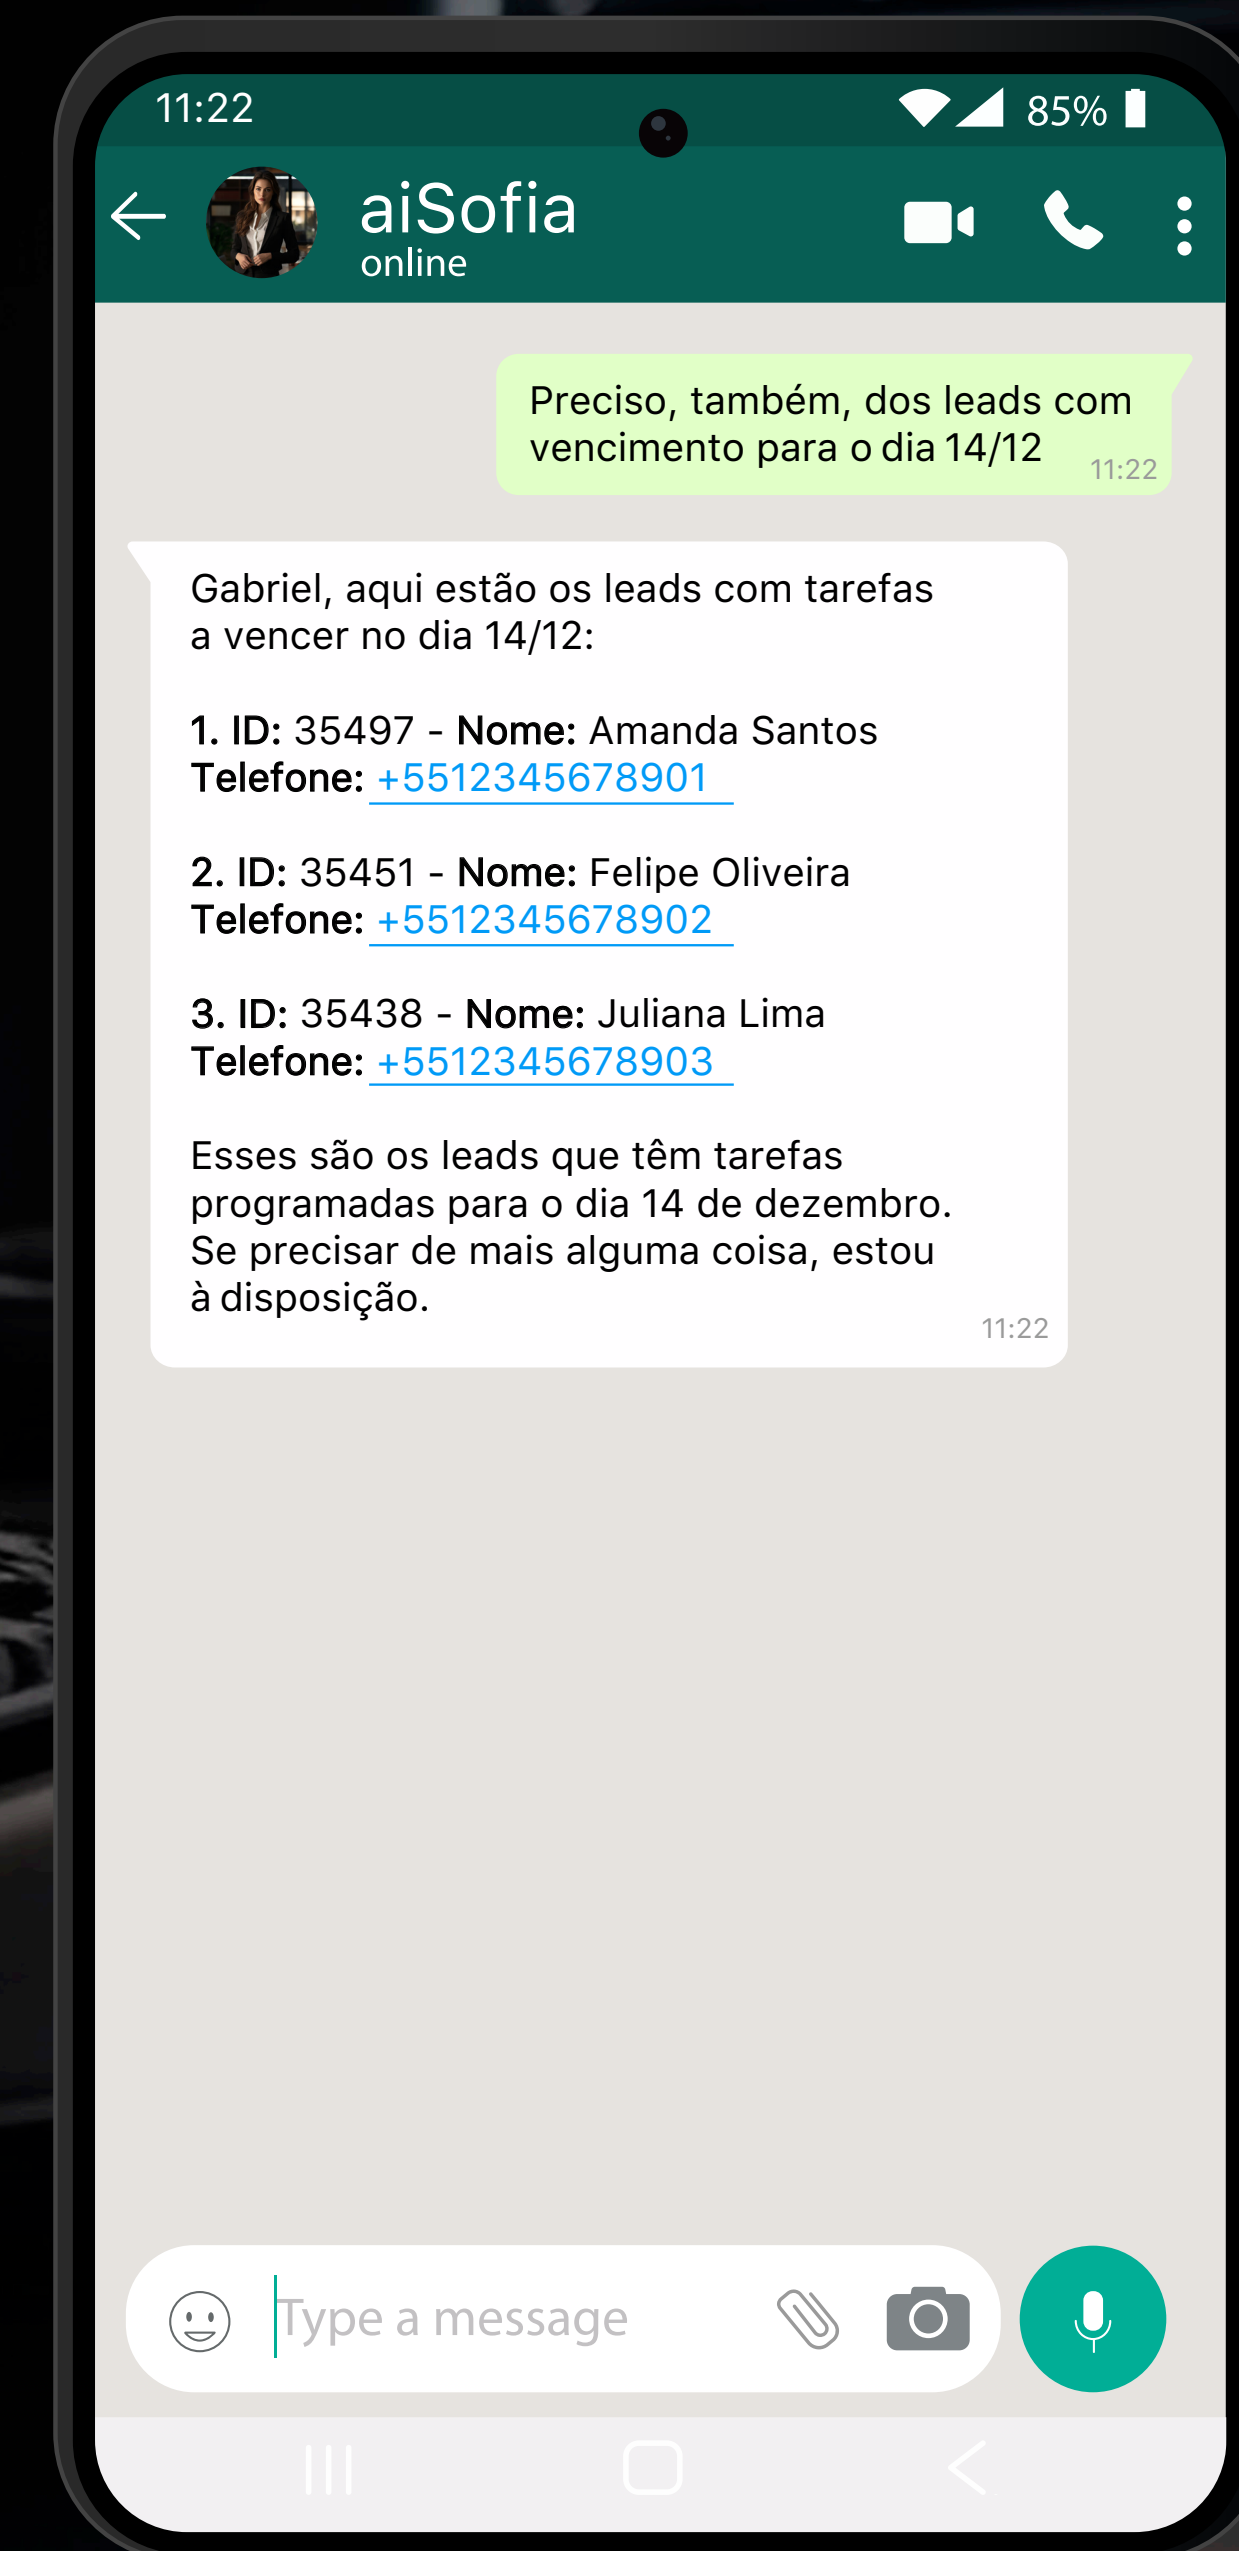 11:22
85%
aiSofia
online
Preciso, também, dos leads com
vencimento para o dia 14/12
11:22
Gabriel, aqui estão os leads com tarefas
a vencer no dia 14/12:
1. ID: 35497 - Nome: Amanda Santos
Telefone: +5512345678901
2. ID: 35451 - Nome: Felipe Oliveira
Telefone: +5512345678902
3. ID: 35438 - Nome: Juliana Lima
Telefone: +5512345678903
Esses são os leads que têm tarefas
programadas para o dia 14 de dezembro.
Se precisar de mais alguma coisa, estou
à disposição.
11:22
Type a message